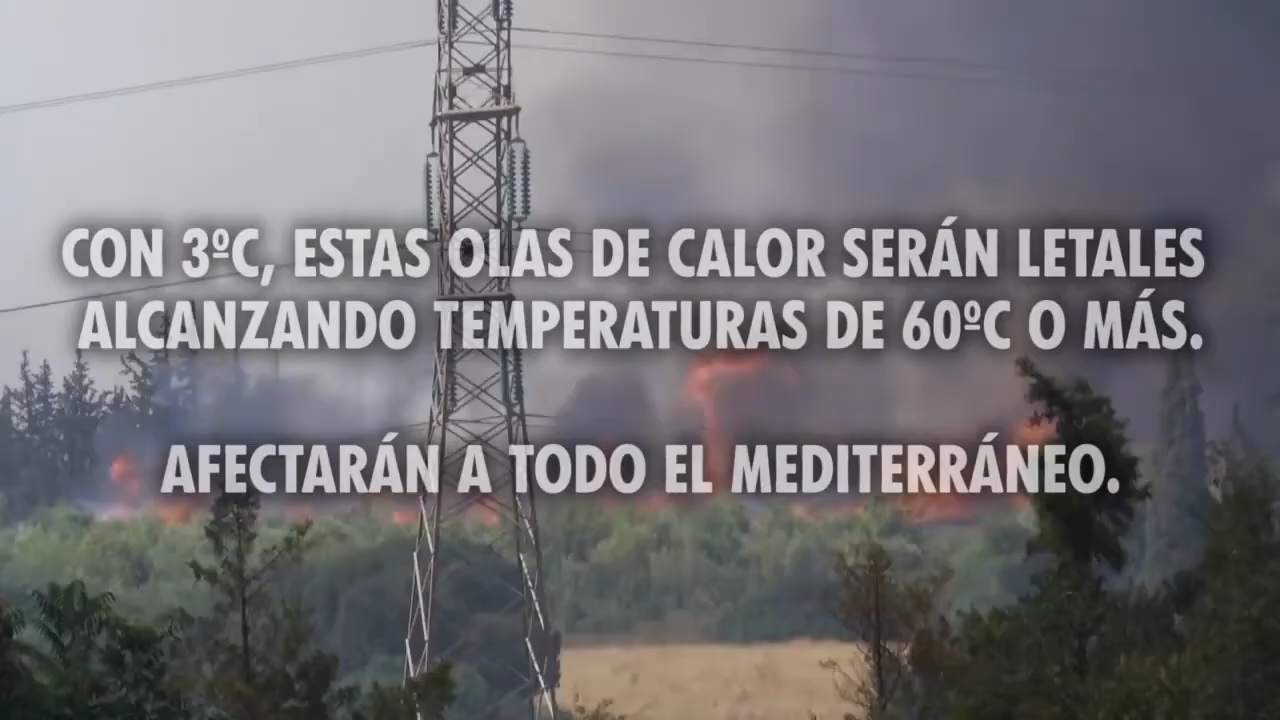 CON 3ºC, ESTAS OLAS DE CALOR SERÁN LETALES
ALCANZANDO TEMPERATURAS DE 60ºC O MÁS.
AFECTARÁN A TODO EL MEDITERRÁNEO.